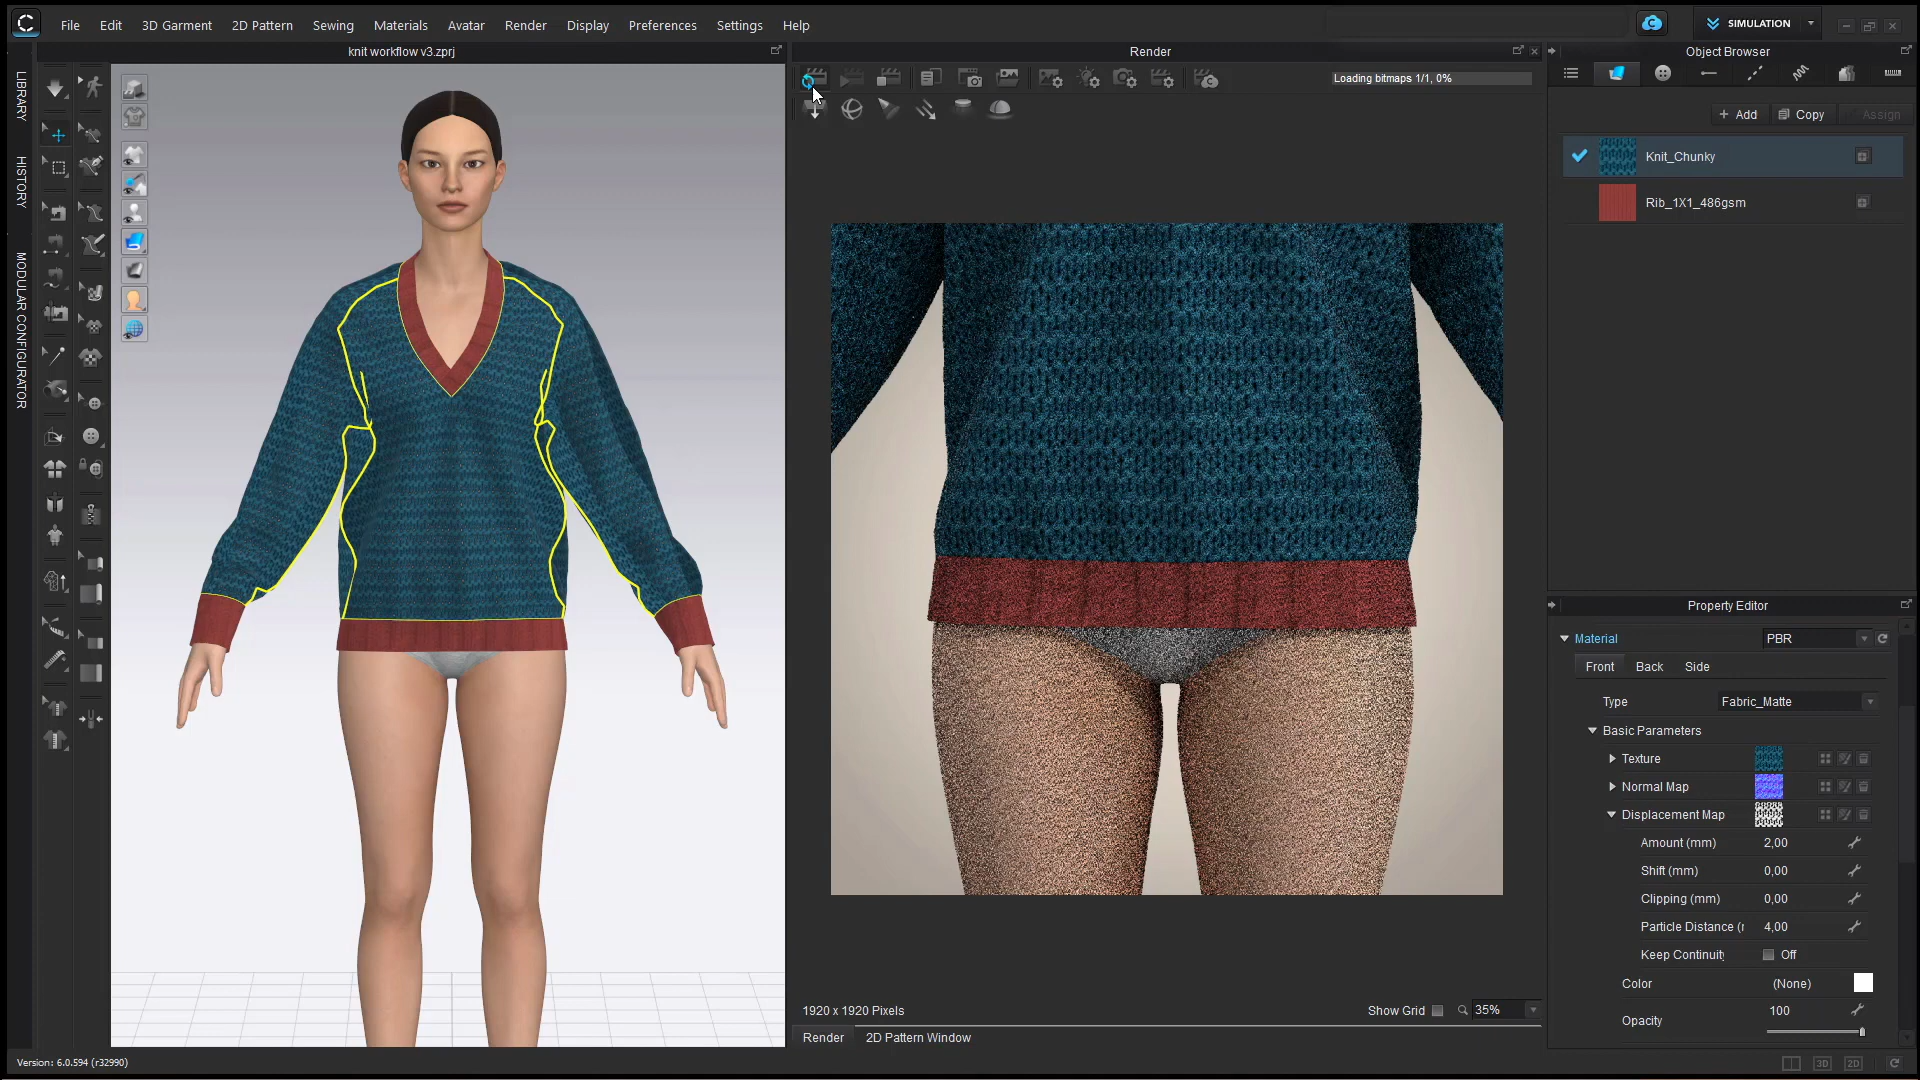 File Edit 3D Garment 2D Pattern Sewing Materials Avatar Render Display Preferences Settings Help
SIMULATION
knit workflow v3.zprj
Render
Object Browser
LIBRARY
HISTORY
MODULAR CONFIGURATOR
Loading bitmaps 1/1, 0%
+ Add
Copy
Assign
Knit_Chunky
Rib_1X1_486gsm
Property Editor
Material
PBR
Front Back Side
Type
Fabric_Matte
Basic Parameters
Texture
Normal Map
Displacement Map
Amount (mm) 2,00
Shift (mm) 0,00
Clipping (mm) 0,00
Particle Distance (r 4,00
Keep Continuity Off
Color (None)
Opacity 100
1920 x 1920 Pixels
Show Grid
35%
Render 2D Pattern Window
Version: 6.0.594 (r32990)
3D 2D